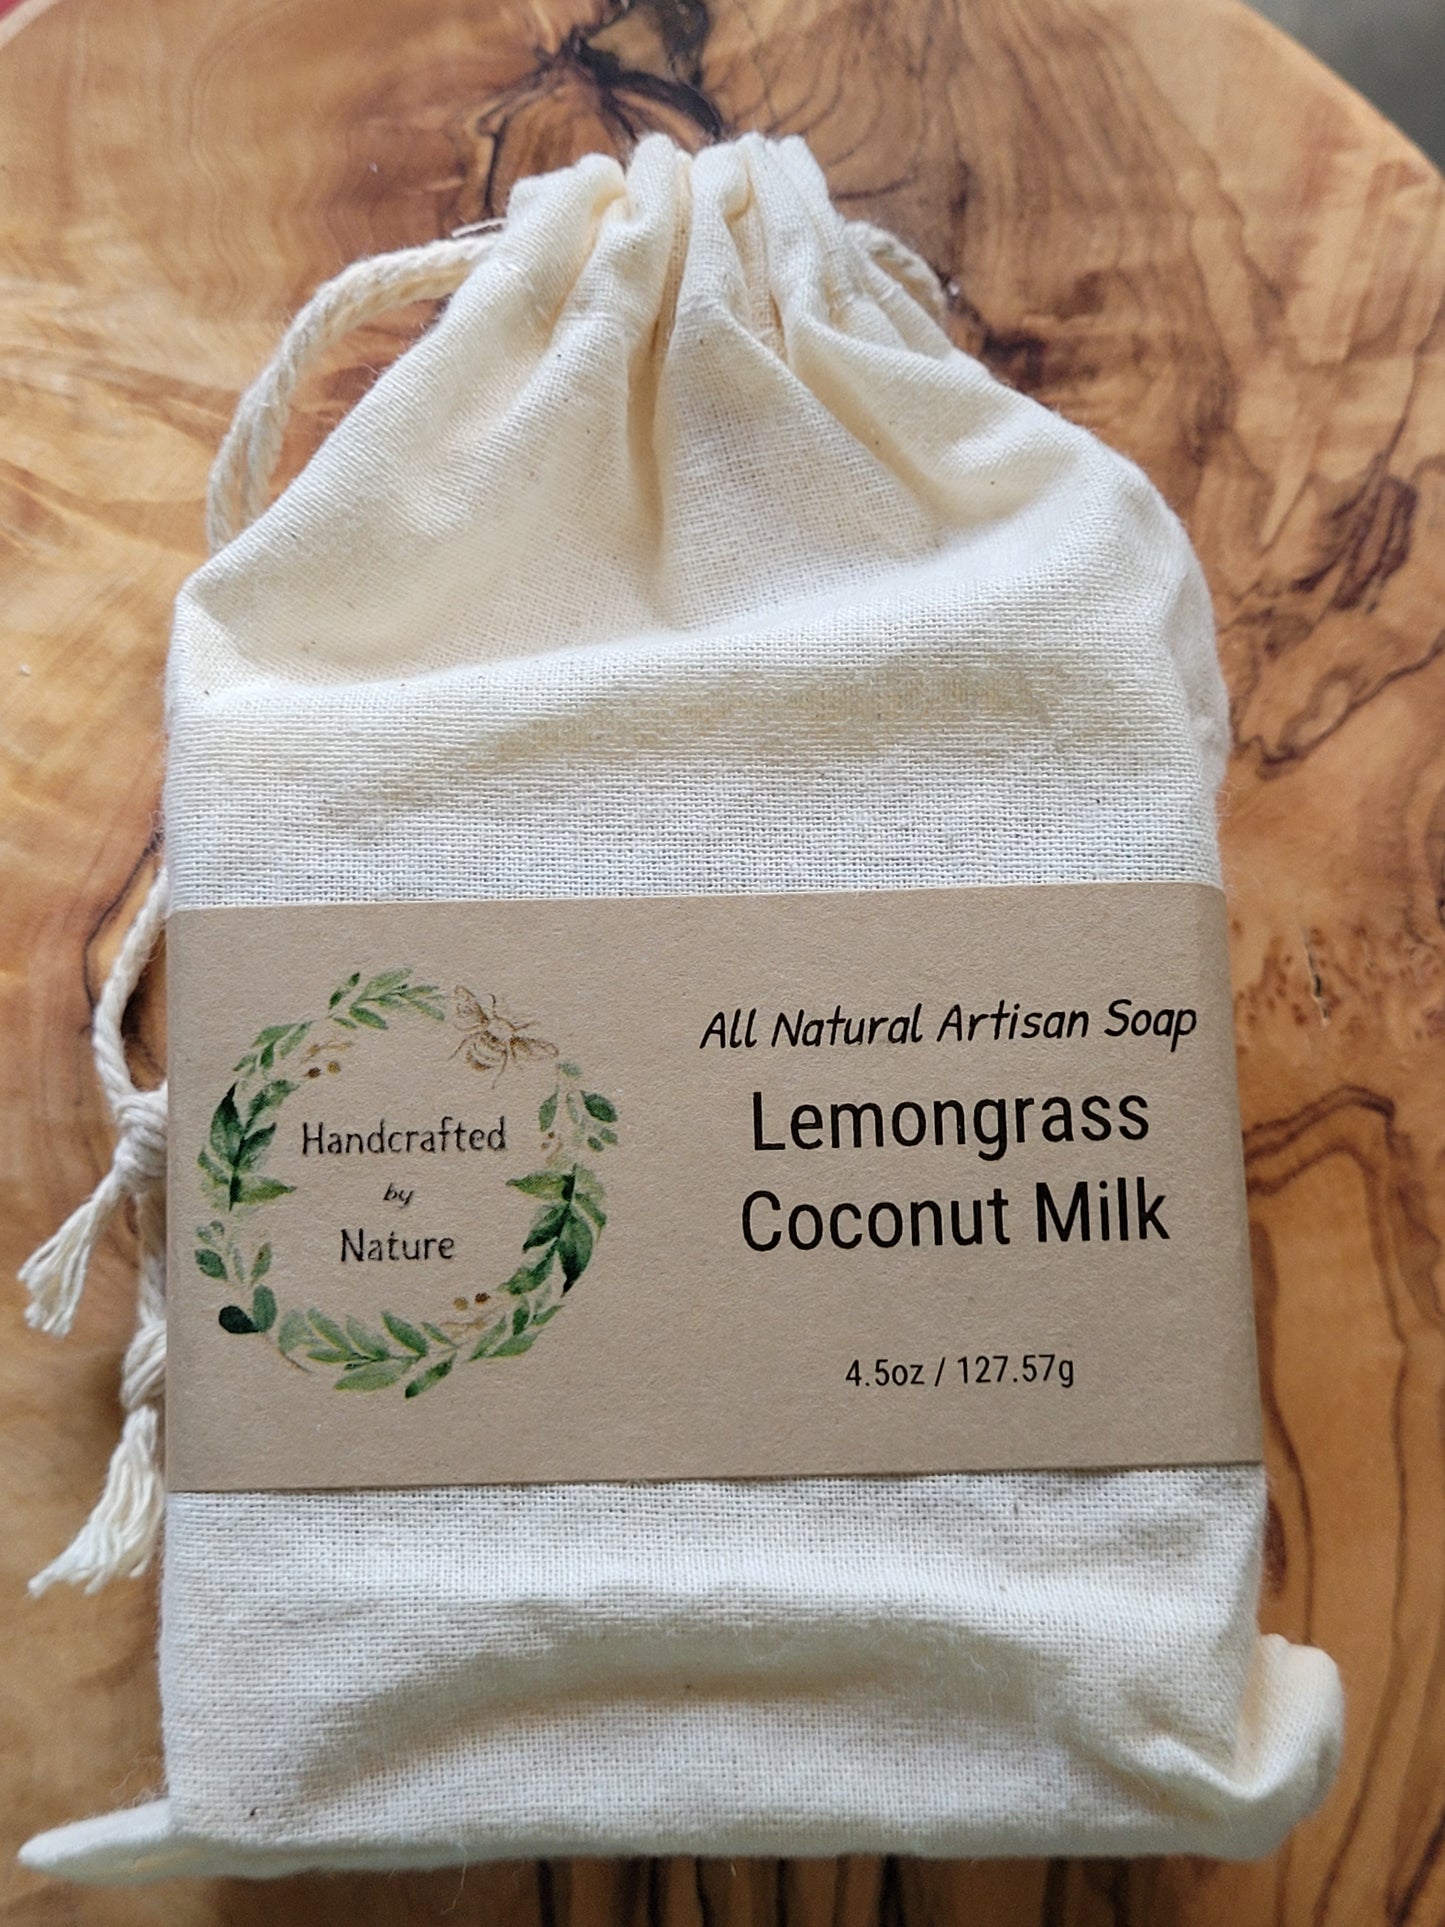 Handcrafted
by
Nature
All Natural Artisan Soap
Lemongrass
Coconut Milk
4.5oz / 127.57g